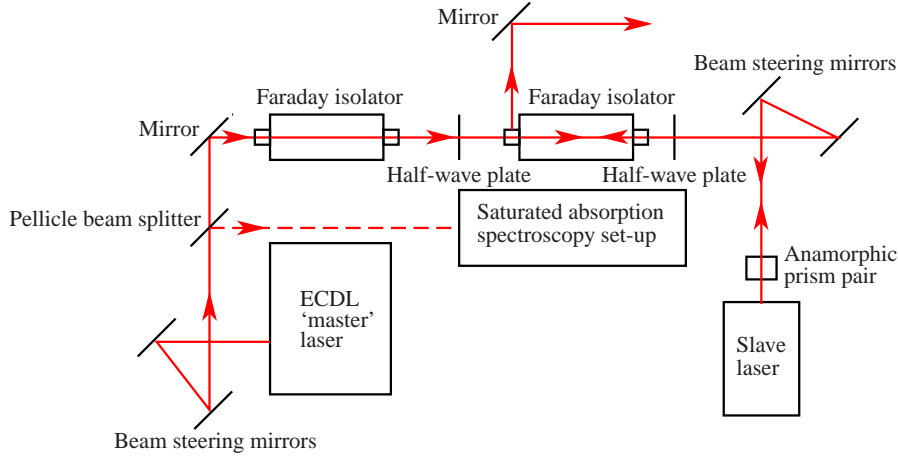 Mirror
Beam steering mirrors
Faraday isolator
Faraday isolator
Mirror
Half-wave plate
Half-wave plate
Pellicle beam splitter
Saturated absorption
spectroscopy set-up
Anamorphic
prism pair
ECDL
‘master’
laser
Slave
laser
Beam steering mirrors